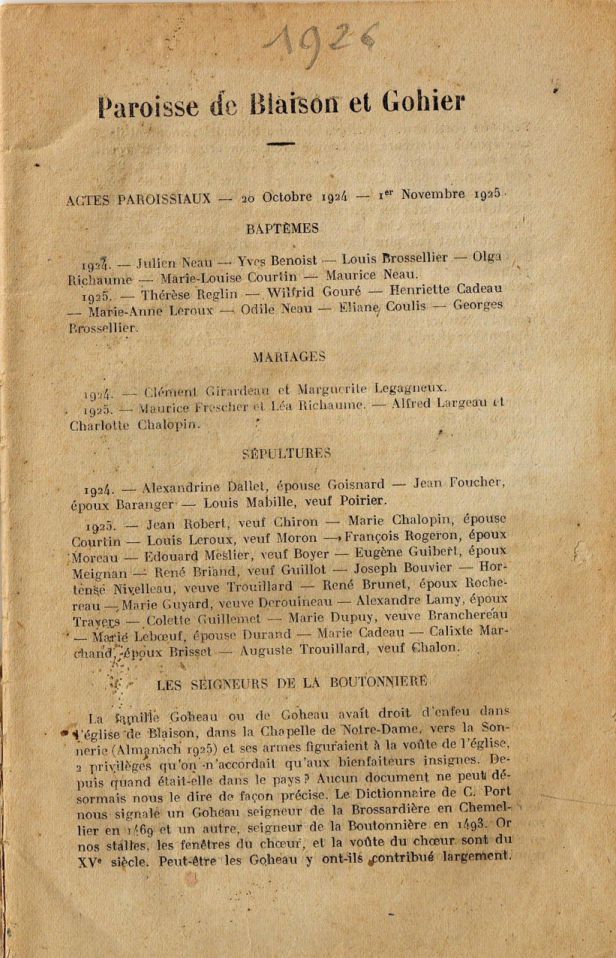 1926
Paroisse de Blaison et Gohier
ACTES PAROISSIAUX — 20 Octobre 1924 — 1er Novembre 1925.
BAPTÊMES
1924. — Julien Neau — Yves Benoist — Louis Brossellier — Olga
Richaume — Marie-Louise Courtin — Maurice Neau.
1925. — Thérèse Reglin — Wilfrid Gouré — Henriette Cadeau
— Marie-Anne Leroux — Odile Neau — Eliane Coulis — Georges
Brossellier.
MARIAGES
1924. — Clément Girardeau et Marguerite Legagneux.
1925. — Maurice Frescher et Léa Richaume. — Alfred Largeau et
Charlotte Chalopin.
SÉPULTURES
1924. — Alexandrine Dallet, épouse Goisnard — Jean Foucher,
époux Baranger — Louis Mabille, veuf Poirier.
1925. — Jean Robert, veuf Chiron — Marie Chalopin, épouse
Courtin — Louis Leroux, veuf Moron — François Rogeron, époux
Moreau — Edouard Meslier, veuf Boyer — Eugène Guibert, époux
Meignan — René Briand, veuf Guillot — Joseph Bouvier — Hor-
tense Nivelleau, veuve Trouillard — René Brunet, époux Roche-
reau — Marie Guyard, veuve Derouineau — Alexandre Lamy, époux
Travers — Colette Guillemet — Marie Dupuy, veuve Branchereau
— Marie Lebœuf, épouse Durand — Marie Cadeau — Calixte Mar-
chand, époux Brisset — Auguste Trouillard, veuf Chalon.
LES SEIGNEURS DE LA BOUTONNIERE
La famille Goheau ou de Goheau avait droit d'enfeu dans
l'église de Blaison, dans la Chapelle de Notre-Dame, vers la Son-
nerie (Almanach 1925) et ses armes figuraient à la voûte de l'église,
2 privilèges qu'on n'accordait qu'aux bienfaiteurs insignes. De-
puis quand était-elle dans le pays ? Aucun document ne peut dé-
sormais nous le dire de façon précise. Le Dictionnaire de C. Port
nous signale un Goheau seigneur de la Brossardière en Chemel-
lier en 1469 et un autre, seigneur de la Boutonnière en 1493. Or
nos stalles, les fenêtres du chœur, et la voûte du chœur sont du
XVe siècle. Peut-être les Goheau y ont-ils contribué largement.